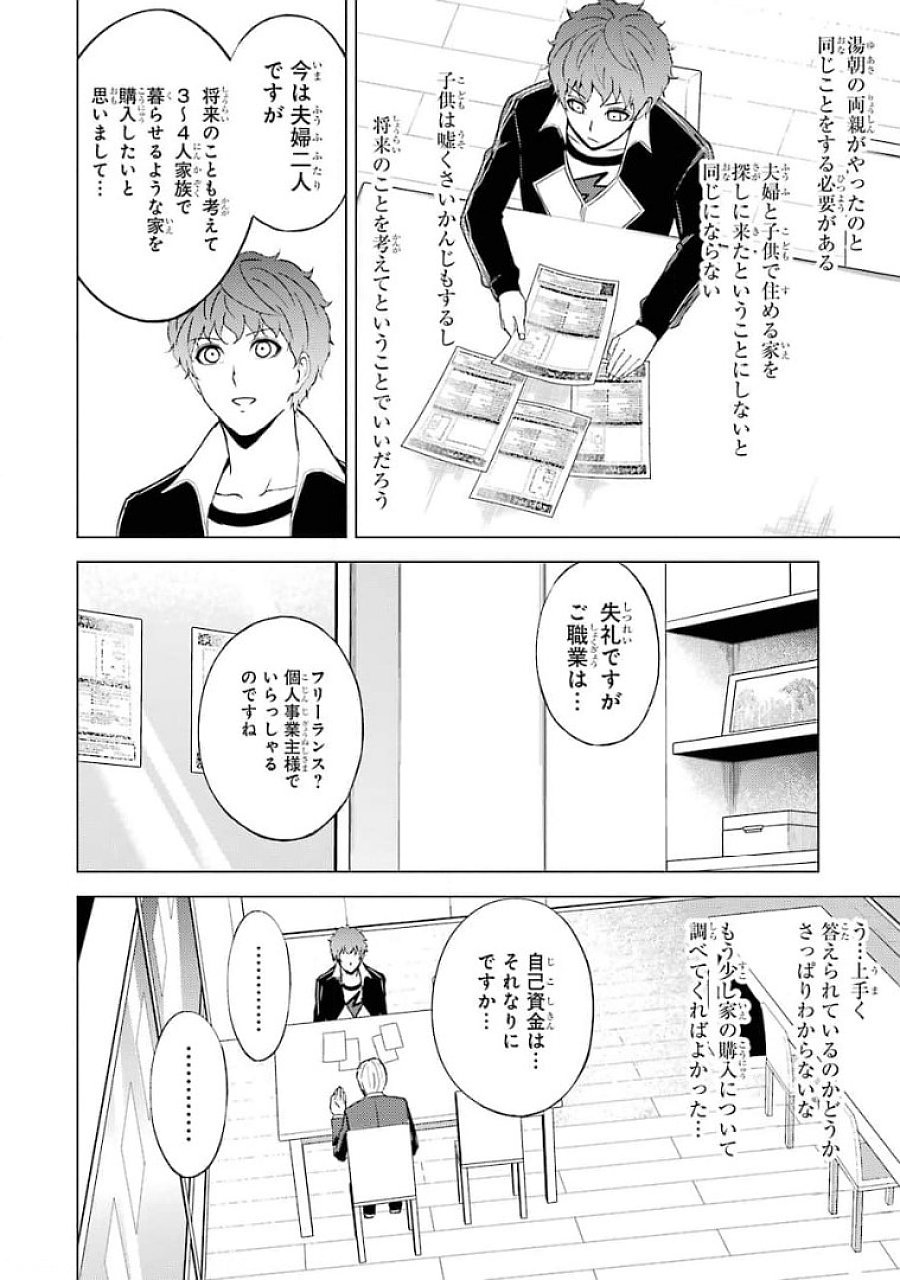 湯朝の両親がやったのと
同じことをする必要がある
夫婦と子供で住める家を
探しに来たということにしないと
同じにならない
子供は嘘くさいかんじもするし
将来のことを考えてということでいいだろう
今は夫婦二人
ですが
将来のことも考えて
3～4人家族で
暮らせるような家を
購入したいと
思いまして…
失礼ですが
ご職業は…
フリーランス?
個人事業主様で
いらっしゃる
のですね
う…上手く
答えられているのかどうか
さっぱりわからないな
もう少し家の購入について
調べてくればよかった…
自己資金は…
それなりに
ですか…
………
………